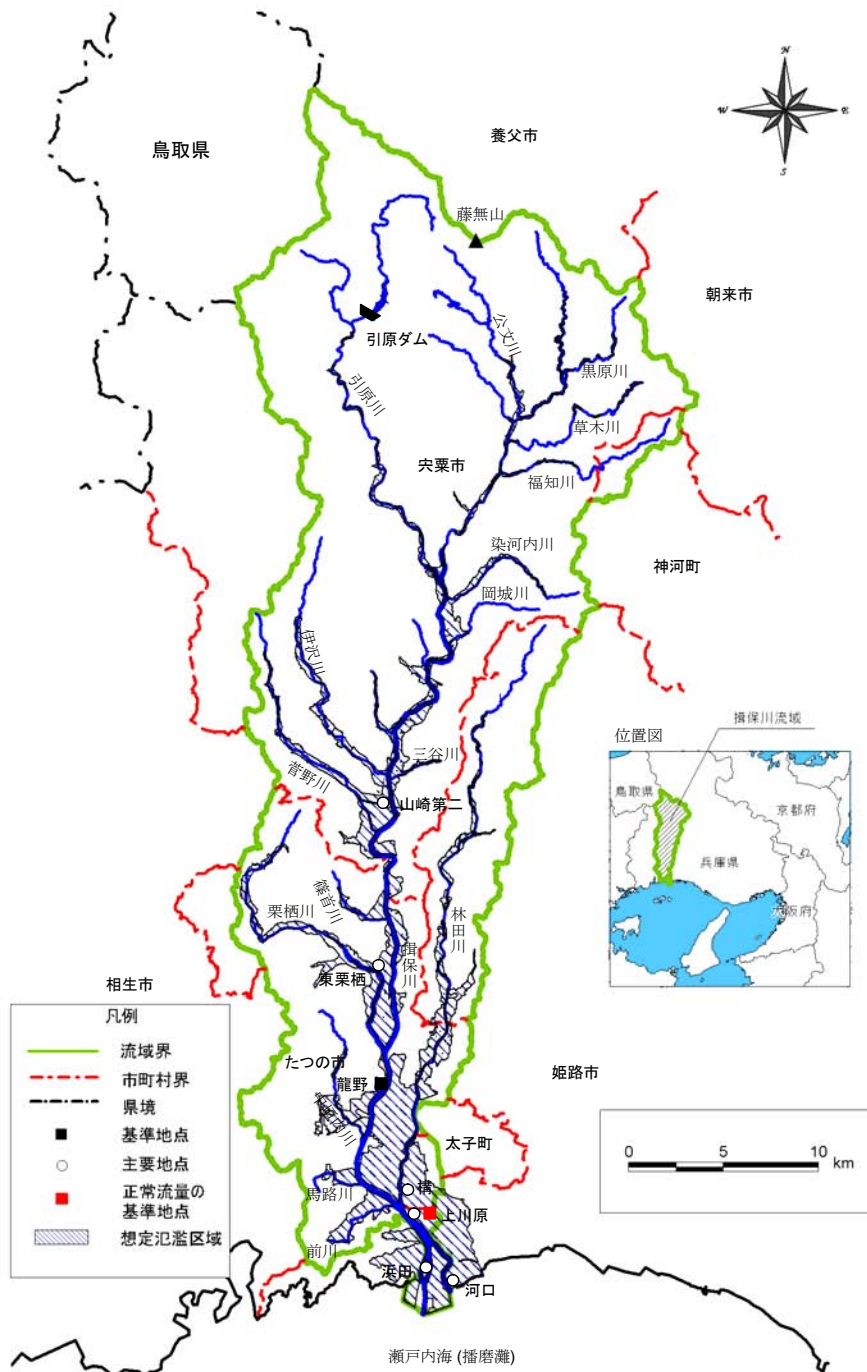 N
W
E
S
養父市
鳥取県
藤無山
朝来市
引原ダム
公文川
黒原川
引原川
草木川
宍粟市
福知川
染河内川
神河町
岡城川
伊沢川
揖保川流域
位置図
三谷川
菅野川
山崎第二
鳥取県
京都府
兵庫県
大阪府
篠首川
栗栖川
林田川
揖保川
東栗栖
相生市
凡例
流域界
市町村界
県境
基準地点
主要地点
正常流量の
基準地点
想定氾濫区域
たつの市
姫路市
龍野
太子町
0 5 10
km
構
馬路川
上川原
前川
浜田
河口
瀬戸内海 (播磨灘)